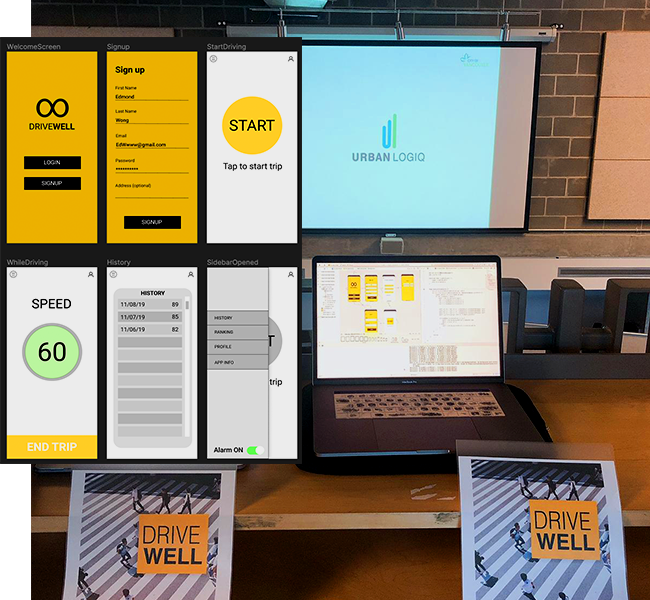 WelcomeScreen
DRIVEWELL
LOGIN
SIGNUP
Signup
Sign up
First Name
Edmond
Last Name
Wong
Email
EdWwww@gmail.com
Password
••••••••••
Address (optional)
SIGNUP
StartDriving
START
Tap to start trip
WhileDriving
SPEED
60
END TRIP
History
HISTORY
11/08/19 89
11/07/19 85
11/06/19 82
SidebarOpened
HISTORY
RANKING
PROFILE
APP INFO
T
trip
Alarm ON
URBAN LOGIQ
DRIVE
WELL
DRIVE
WELL